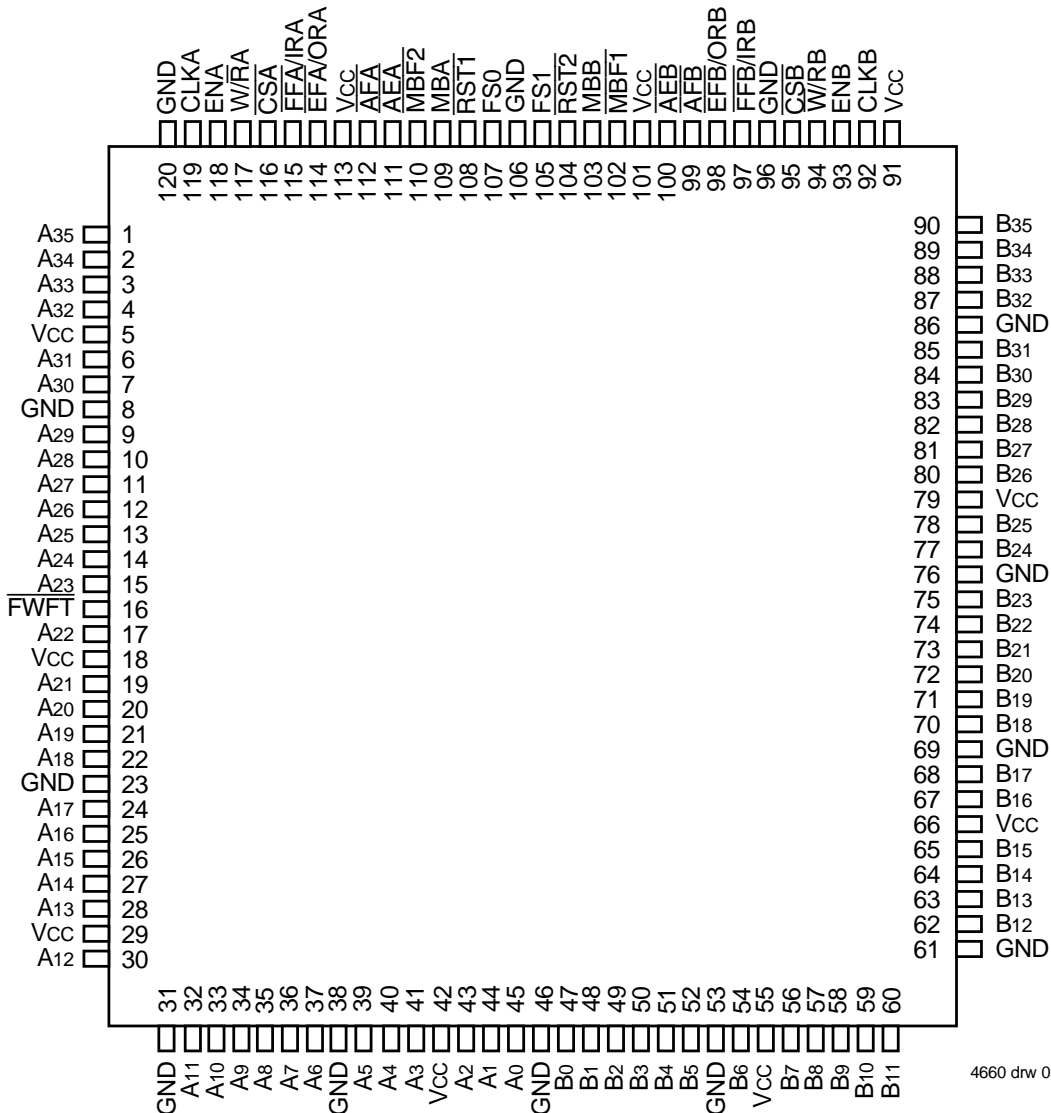 GND
CLKA
ENA
W/RA
CSA
FFA/IRA
EFA/ORA
VCC
AFA
AEA
MBF2
MBA
RST1
FS0
GND
FS1
RST2
MBB
MBF1
VCC
AEB
AFB
EFB/ORB
FFB/IRB
GND
CSB
W/RB
ENB
CLKB
VCC
120
119
118
117
116
115
114
113
112
111
110
109
108
107
106
105
104
103
102
101
100
99
98
97
96
95
94
93
92
91
A35 1
A34 2
A33 3
A32 4
VCC 5
A31 6
A30 7
GND 8
A29 9
A28 10
A27 11
A26 12
A25 13
A24 14
A23 15
FWFT 16
A22 17
VCC 18
A21 19
A20 20
A19 21
A18 22
GND 23
A17 24
A16 25
A15 26
A14 27
A13 28
VCC 29
A12 30
90 B35
89 B34
88 B33
87 B32
86 GND
85 B31
84 B30
83 B29
82 B28
81 B27
80 B26
79 VCC
78 B25
77 B24
76 GND
75 B23
74 B22
73 B21
72 B20
71 B19
70 B18
69 GND
68 B17
67 B16
66 VCC
65 B15
64 B14
63 B13
62 B12
61 GND
31
32
33
34
35
36
37
38
39
40
41
42
43
44
45
46
47
48
49
50
51
52
53
54
55
56
57
58
59
60
GND
A11
A10
A9
A8
A7
A6
GND
A5
A4
A3
VCC
A2
A1
A0
GND
B0
B1
B2
B3
B4
B5
GND
B6
VCC
B7
B8
B9
B10
B11
4660 drw 0